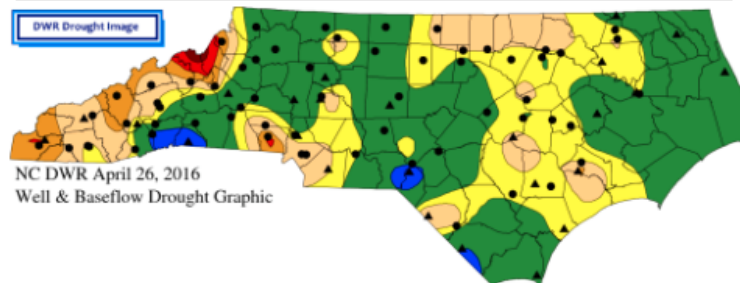 DWR Drought Image
NC DWR April 26, 2016
Well & Baseflow Drought Graphic